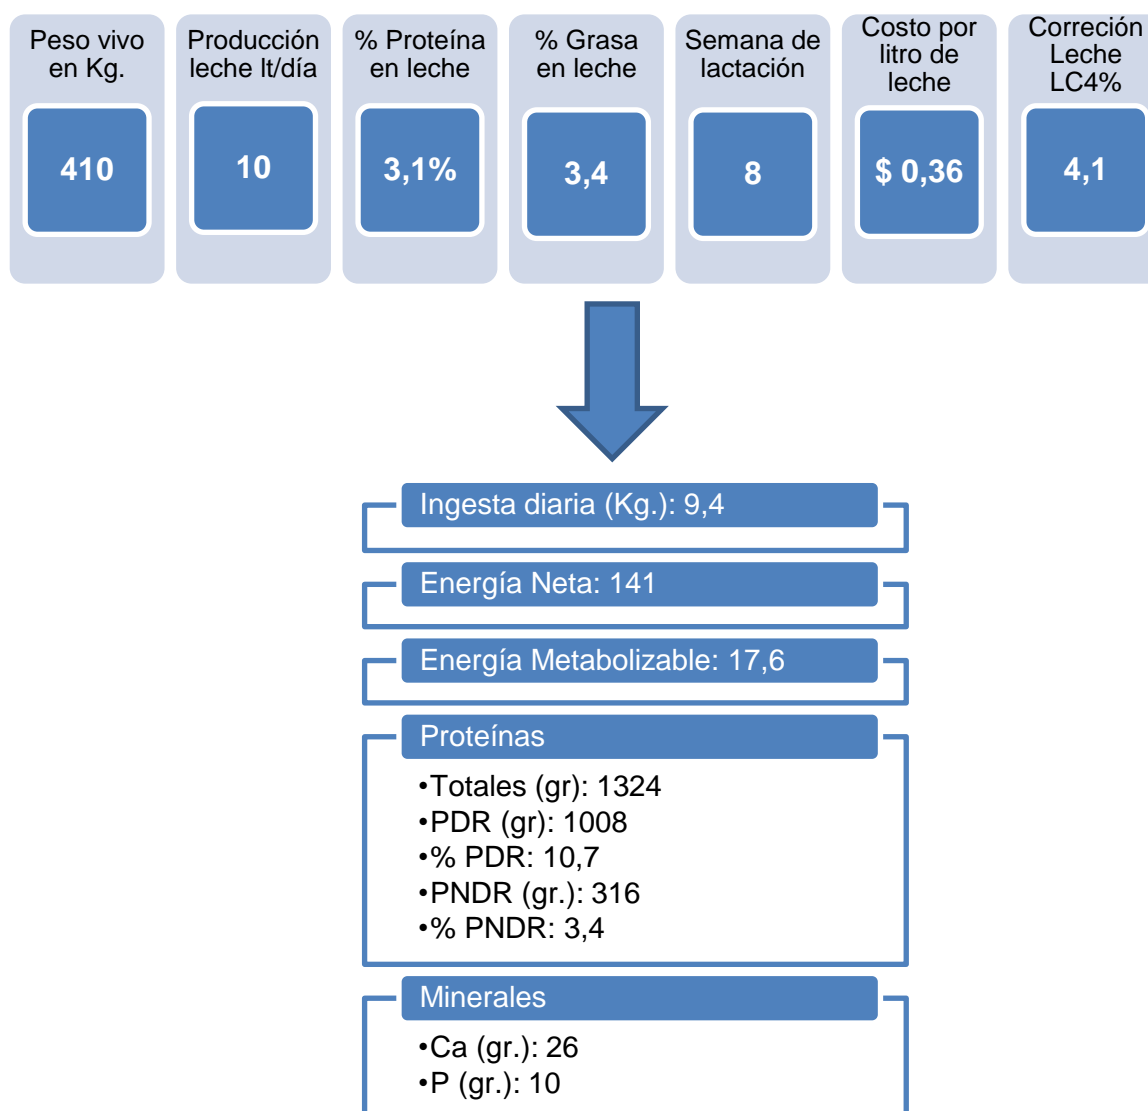 Peso vivo
en Kg.
410
Producción
leche lt/día
10
% Proteína
en leche
3,1%
% Grasa
en leche
3,4
Semana de
lactación
8
Costo por
litro de
leche
$ 0,36
Correción
Leche
LC4%
4,1
Ingesta diaria (Kg.): 9,4
Energía Neta: 141
Energía Metabolizable: 17,6
Proteínas
•Totales (gr): 1324
•PDR (gr): 1008
•% PDR: 10,7
•PNDR (gr.): 316
•% PNDR: 3,4
Minerales
•Ca (gr.): 26
•P (gr.): 10